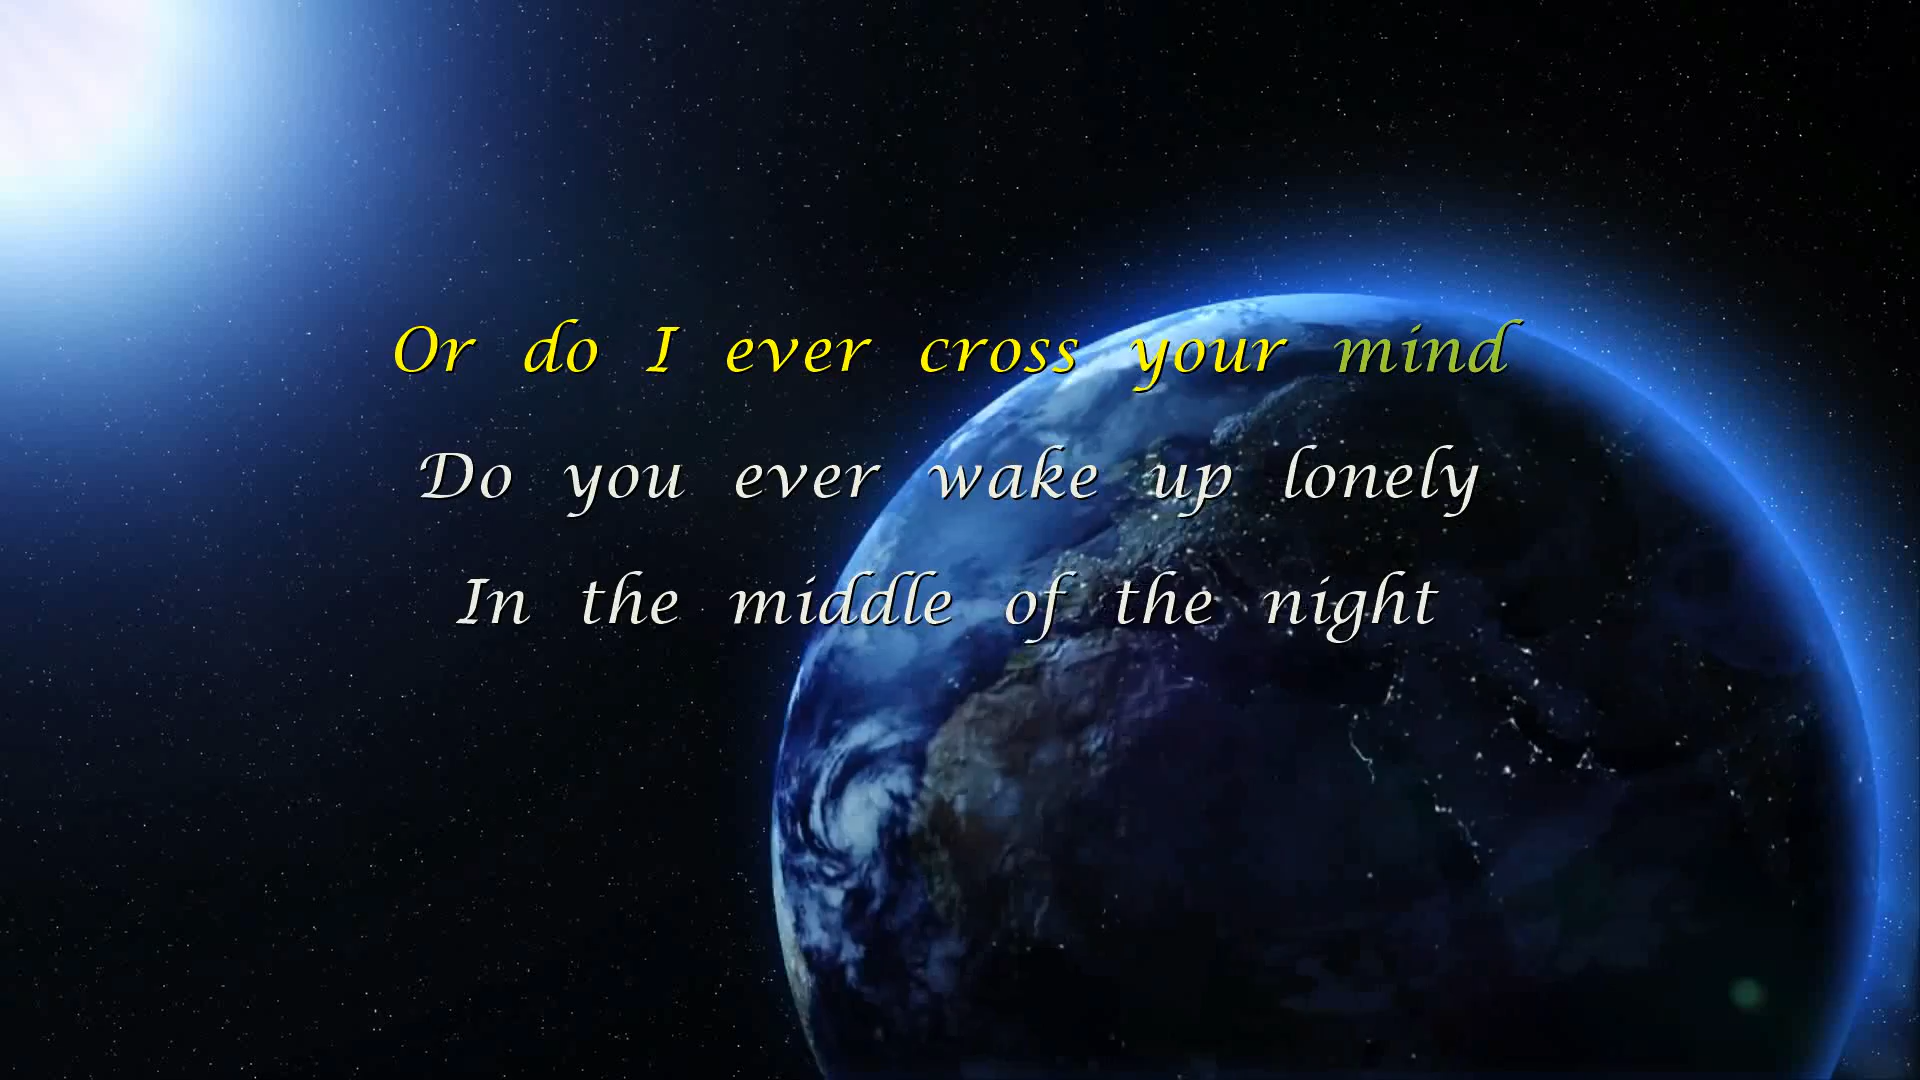 Or do I ever cross your mind
Do you ever wake up lonely
In the middle of the night